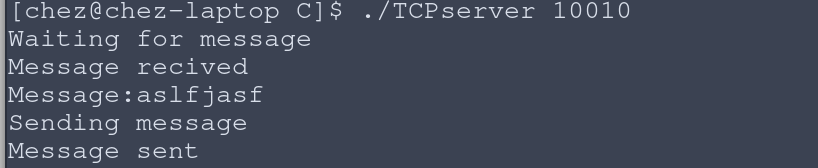 [chez@chez-laptop C]$ ./TCPserver 10010
Waiting for message
Message recived
Message:aslfjasf
Sending message
Message sent